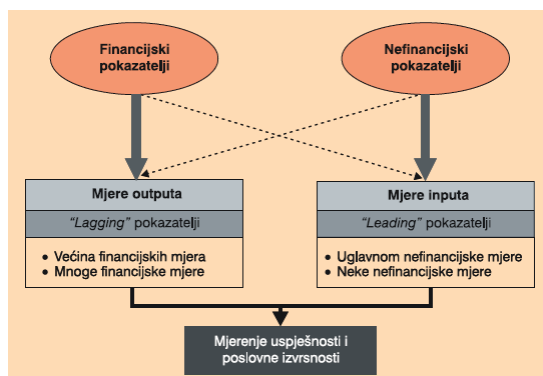 Financijski
pokazatelji
Nefinancijski
pokazatelji
Mjere outputa
"Lagging" pokazatelji
• Većina financijskih mjera
• Mnoge financijske mjere
Mjere inputa
"Leading" pokazatelji
• Uglavnom nefinancijske mjere
• Neke nefinancijske mjere
Mjerenje uspješnosti i
poslovne izvrsnosti